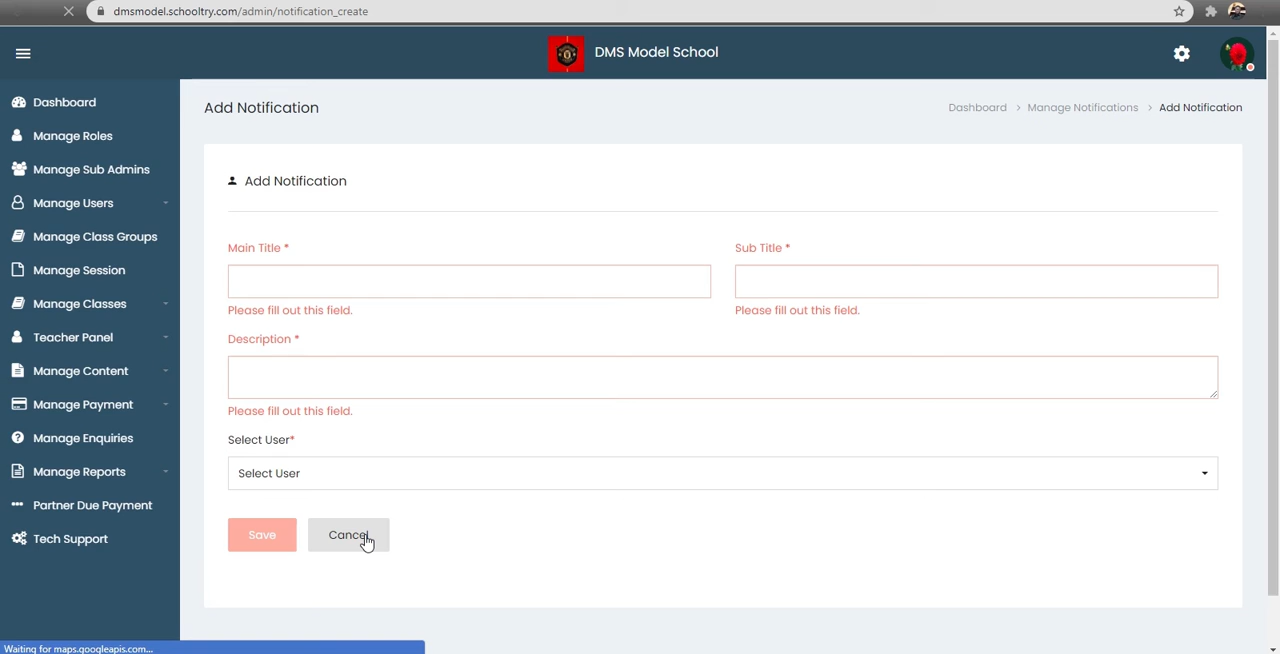 dmsmodel.schooltry.com/admin/notification_create
DMS Model School
Dashboard
Manage Roles
Manage Sub Admins
Manage Users
Manage Class Groups
Manage Session
Manage Classes
Teacher Panel
Manage Content
Manage Payment
Manage Enquiries
Manage Reports
Partner Due Payment
Tech Support
Add Notification
Dashboard > Manage Notifications > Add Notification
Add Notification
Main Title *
Sub Title *
Please fill out this field.
Please fill out this field.
Description *
Please fill out this field.
Select User*
Select User
Save
Cancel
Waiting for maps.googleapis.com...